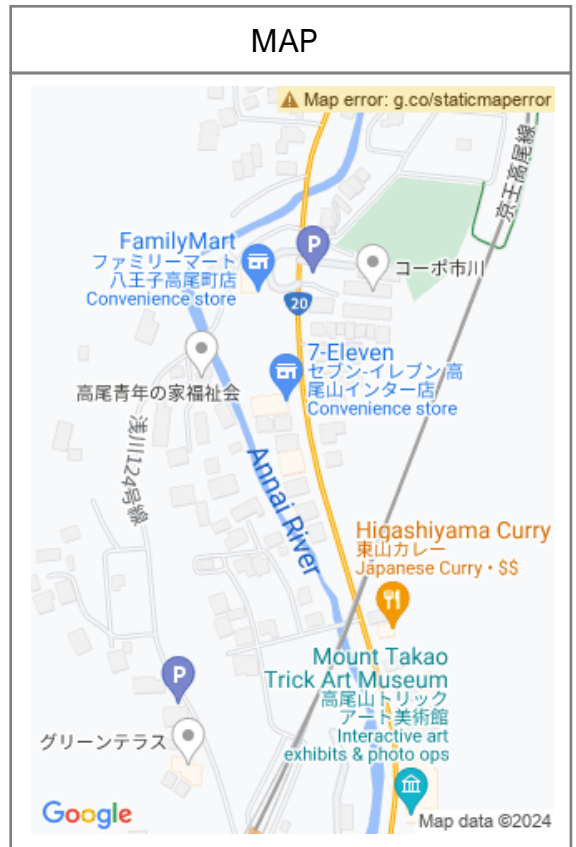 MAP
Map error: g.co/staticmaperror
京王高尾線
FamilyMart
ファミリーマート
八王子高尾町店
Convenience store
P
コーポ市川
20
7-Eleven
セブン-イレブン 高
尾山インター店
Convenience store
高尾青年の家福祉会
浅川124号線
Annai River
Higashiyama Curry
東山カレー
Japanese Curry • $$
Mount Takao
Trick Art Museum
高尾山トリック
アート美術館
Interactive art
exhibits & photo ops
P
グリーンテラス
Google
Map data ©2024